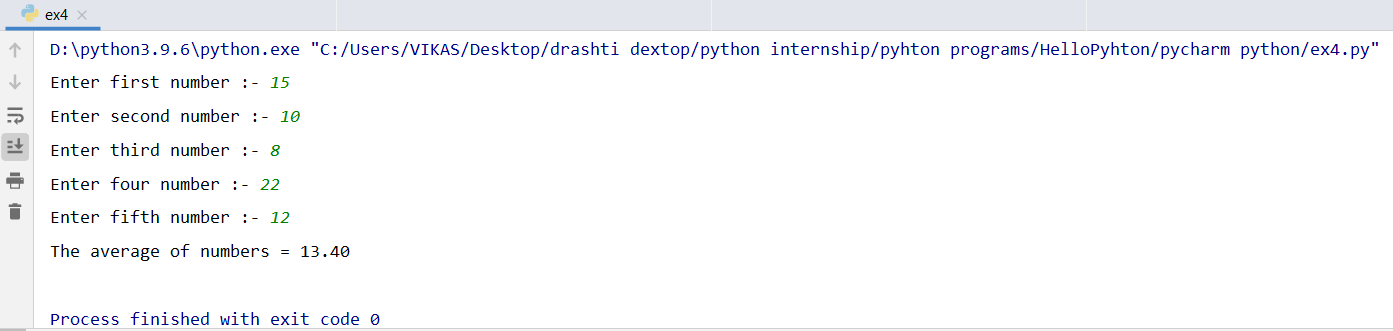 ex4
D:\python3.9.6\python.exe "C:/Users/VIKAS/Desktop/drashti dextop/python internship/pyhton programs/HelloPyhton/pycharm python/ex4.py"
Enter first number :- 15
Enter second number :- 10
Enter third number :- 8
Enter four number :- 22
Enter fifth number :- 12
The average of numbers = 13.40
Process finished with exit code 0